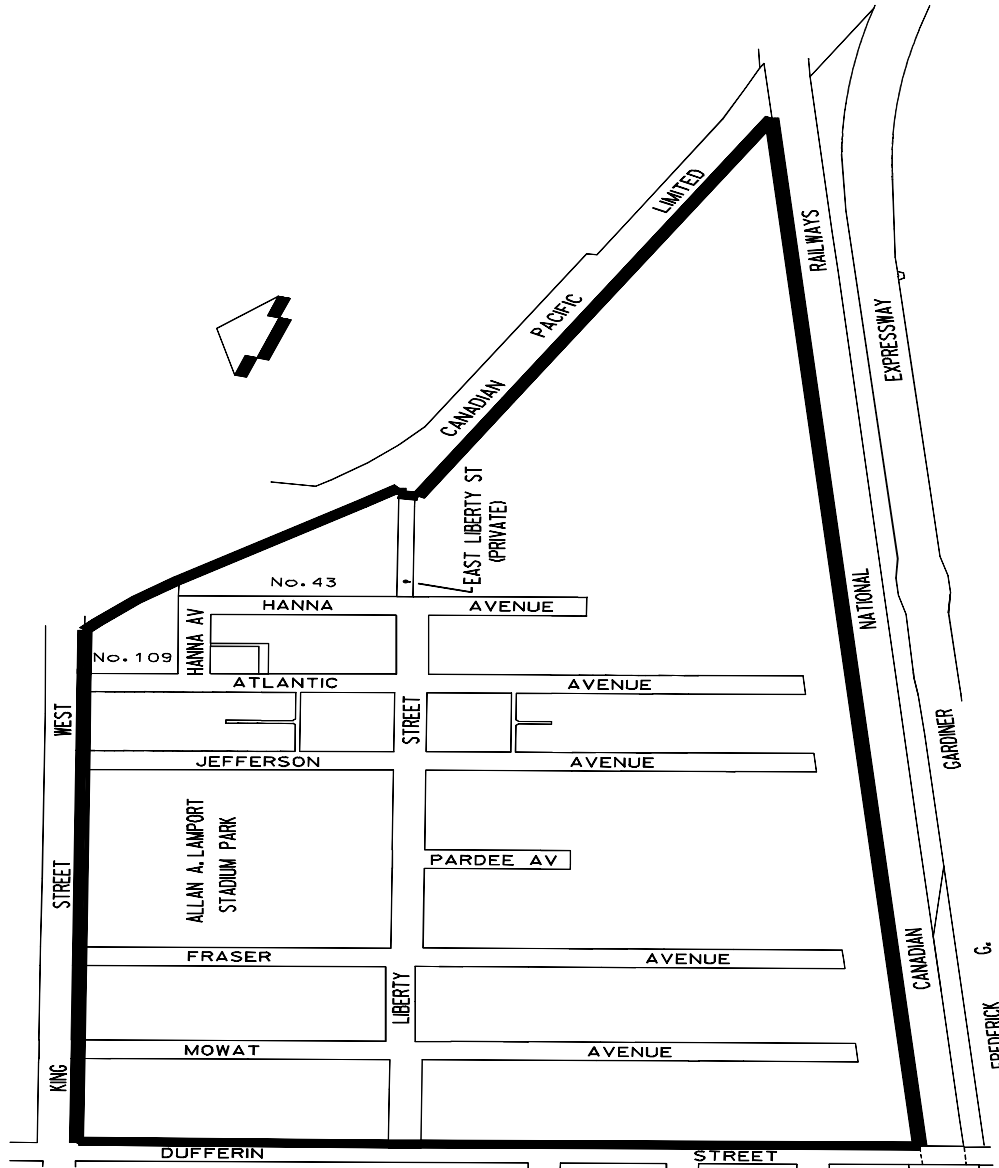 LIMITED
RAILWAYS
PACIFIC
EXPRESSWAY
CANADIAN
EAST LIBERTY ST
(PRIVATE)
No. 43
HANNA AVENUE
HANNA AV
NATIONAL
No. 109
ATLANTIC AVENUE
WEST
STREET
GARDINER
JEFFERSON AVENUE
ALLAN A. LAMPORT
STADIUM PARK
PARDEE AV
STREET
FRASER AVENUE
CANADIAN
G.
LIBERTY
FREDERICK
MOWAT AVENUE
KING
DUFFERIN STREET